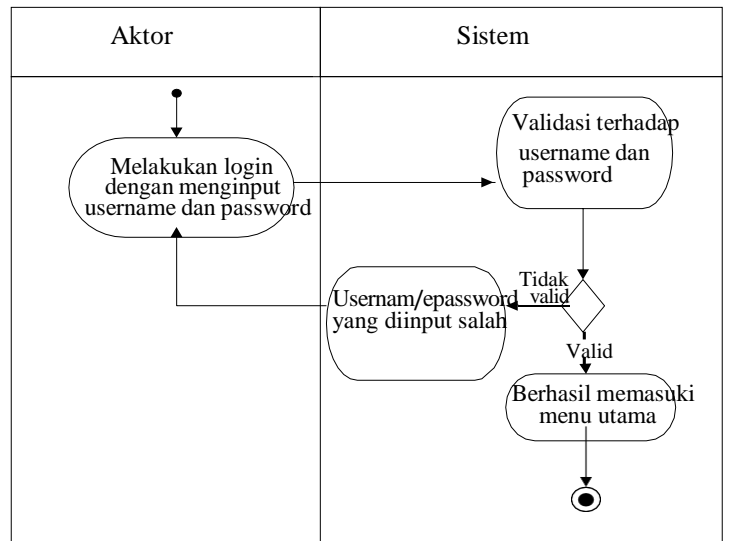 Aktor
Sistem
Melakukan login
dengan menginput
username dan password
Validasi terhadap
username dan
password
Tidak
valid
Usernam/epassword
yang diinput salah
Valid
Berhasil memasuki
menu utama